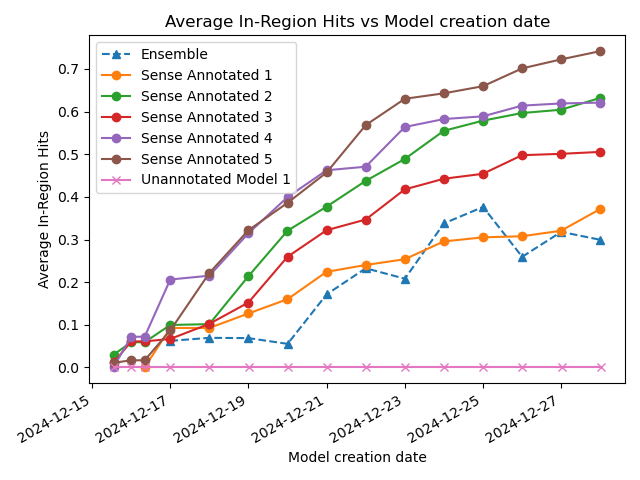 Average In-Region Hits vs Model creation date
Ensemble
Sense Annotated 1
Sense Annotated 2
Sense Annotated 3
Sense Annotated 4
Sense Annotated 5
Unannotated Model 1
Average In-Region Hits
0.7
0.6
0.5
0.4
0.3
0.2
0.1
0.0
2024-12-15
2024-12-17
2024-12-19
2024-12-21
2024-12-23
2024-12-25
2024-12-27
Model creation date